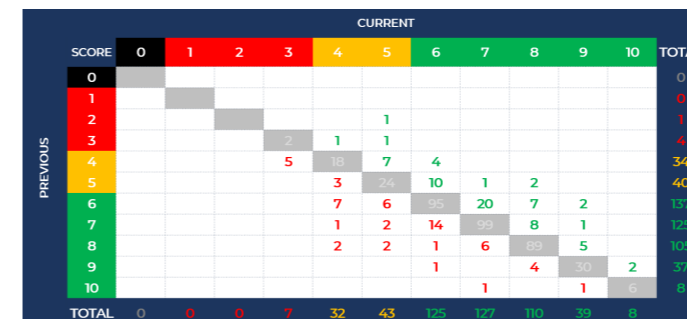 CURRENT
SCORE 0 1 2 3 4 5 6 7 8 9 10 TOTA
PREVIOUS
0 0
1 0
2 1 1
3 2 1 1 4
4 5 18 7 4 34
5 3 24 10 1 2 40
6 7 6 95 20 7 2 137
7 1 2 14 99 8 1 125
8 2 2 1 6 89 5 105
9 1 4 30 2 37
10 1 1 6 8
TOTAL 0 0 0 7 32 43 125 127 110 39 8